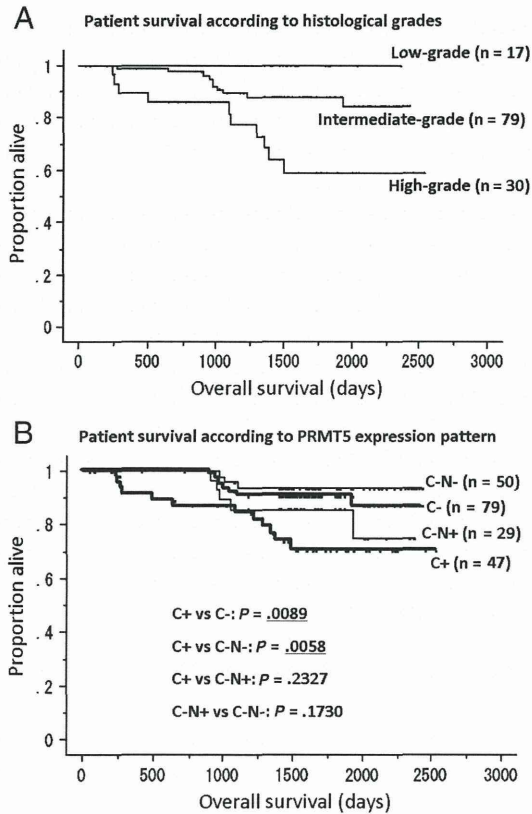 A
Patient survival according to histological grades
Low-grade (n = 17)
Intermediate-grade (n = 79)
High-grade (n = 30)
Proportion alive
1
.8
.6
.4
.2
0
0 500 1000 1500 2000 2500 3000
Overall survival (days)
B
Patient survival according to PRMT5 expression pattern
C-N- (n = 50)
C- (n = 79)
C-N+ (n = 29)
C+ (n = 47)
Proportion alive
1
.8
.6
.4
.2
0
C+ vs C-: P = .0089
C+ vs C-N-: P = .0058
C+ vs C-N+: P = .2327
C-N+ vs C-N-: P = .1730
0 500 1000 1500 2000 2500 3000
Overall survival (days)